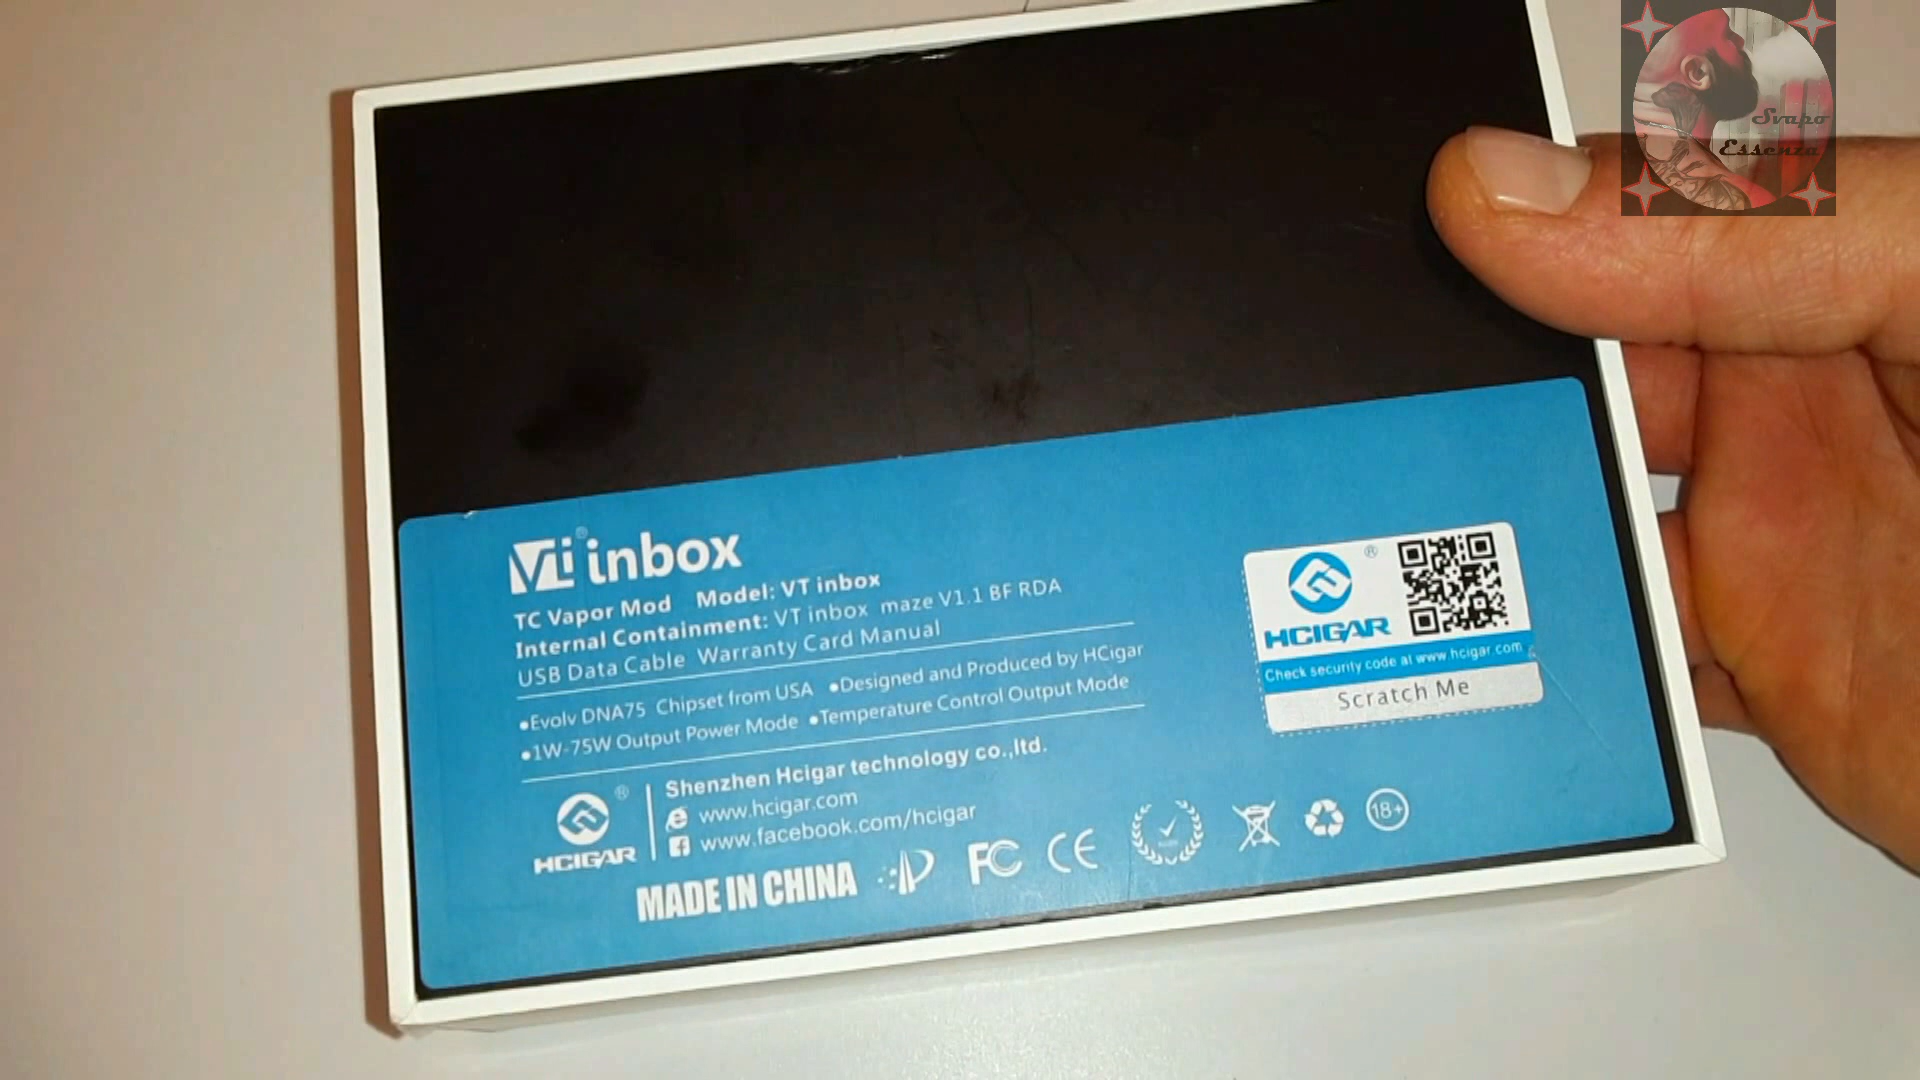 Svapo
Essenza
VTi® inbox
TC Vapor Mod Model: VT inbox
Internal Containment: VT inbox maze V1.1 BF RDA
USB Data Cable Warranty Card Manual
•Evolv DNA75 Chipset from USA •Designed and Produced by HCigar
•1W-75W Output Power Mode •Temperature Control Output Mode
HCIGAR®
Shenzhen Hcigar technology co.,ltd.
www.hcigar.com
www.facebook.com/hcigar
MADE IN CHINA FC CE 18+
®
HCIGAR
Check security code at www.hcigar.com
Scratch Me